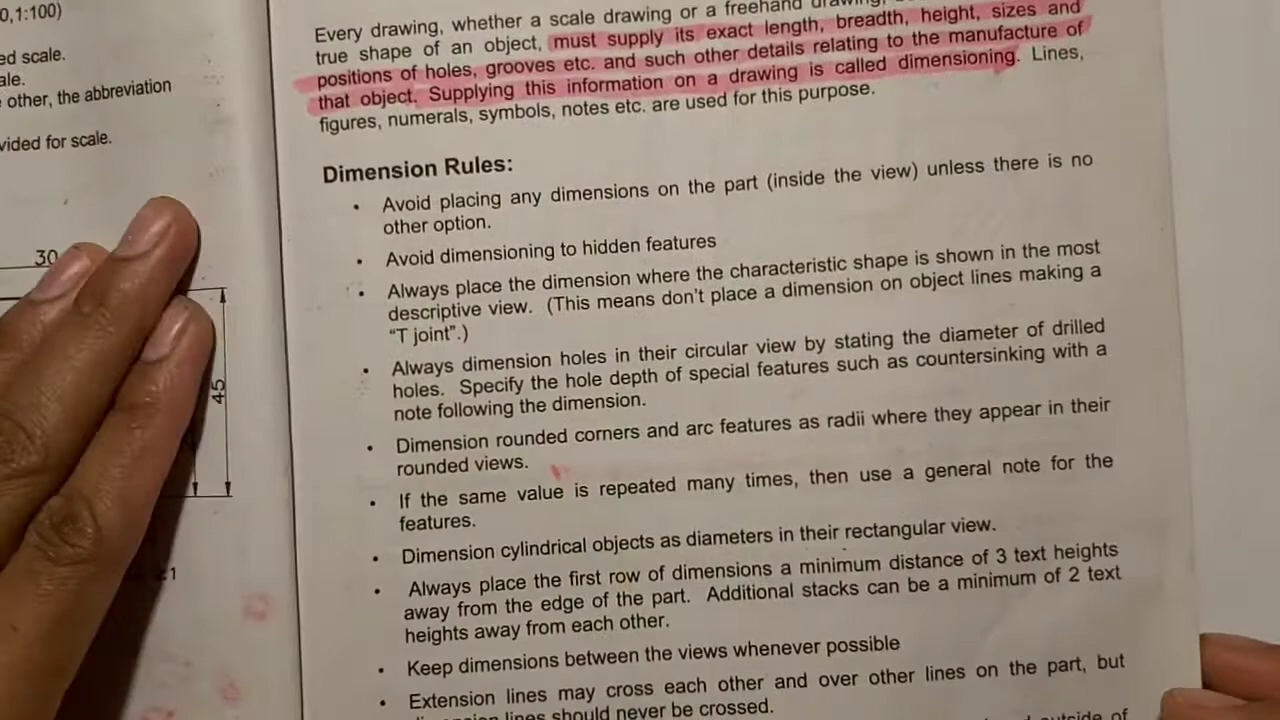 0,1:100)
ed scale.
ale.
other, the abbreviation
vided for scale.
30
45
:1
Every drawing, whether a scale drawing or a freehand drawing,
true shape of an object, must supply its exact length, breadth, height, sizes and
positions of holes, grooves etc. and such other details relating to the manufacture of
that object. Supplying this information on a drawing is called dimensioning. Lines,
figures, numerals, symbols, notes etc. are used for this purpose.
Dimension Rules:
• Avoid placing any dimensions on the part (inside the view) unless there is no
other option.
• Avoid dimensioning to hidden features
• Always place the dimension where the characteristic shape is shown in the most
descriptive view. (This means don't place a dimension on object lines making a
“T joint”.)
• Always dimension holes in their circular view by stating the diameter of drilled
holes. Specify the hole depth of special features such as countersinking with a
note following the dimension.
• Dimension rounded corners and arc features as radii where they appear in their
rounded views.
• If the same value is repeated many times, then use a general note for the
features.
• Dimension cylindrical objects as diameters in their rectangular view.
• Always place the first row of dimensions a minimum distance of 3 text heights
away from the edge of the part. Additional stacks can be a minimum of 2 text
heights away from each other.
• Keep dimensions between the views whenever possible
• Extension lines may cross each other and over other lines on the part, but
lines should never be crossed.
outside of